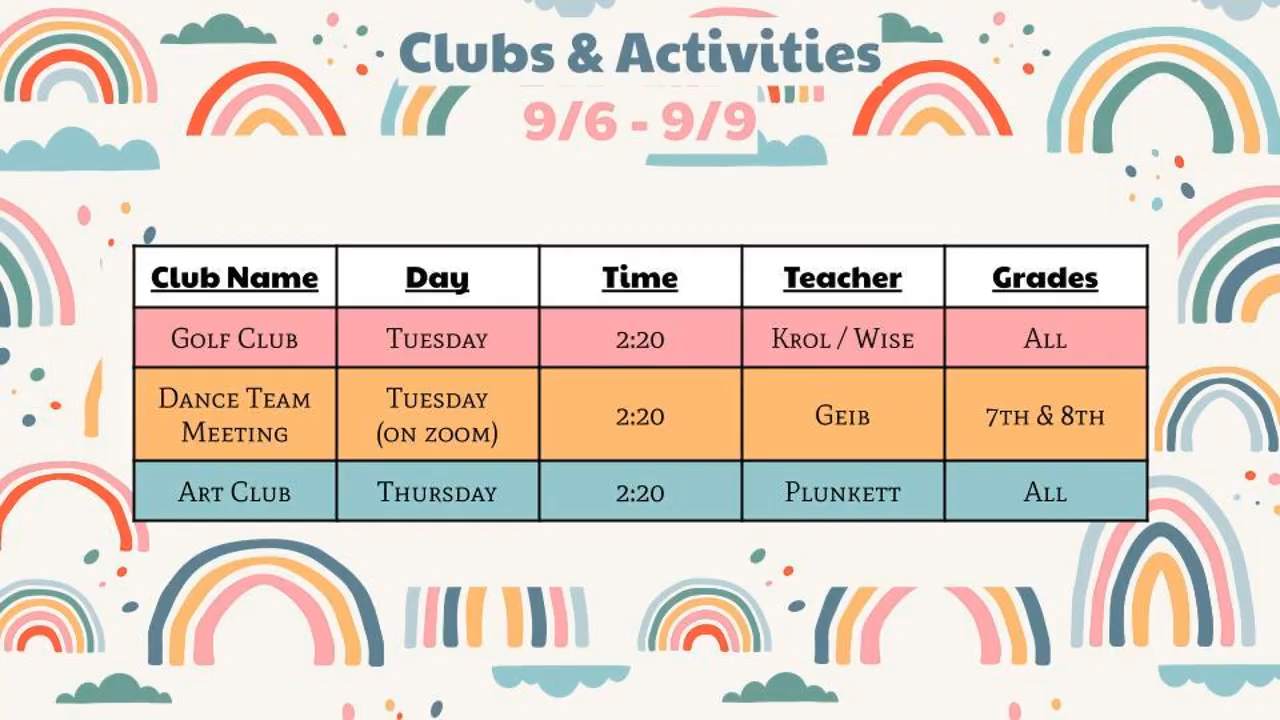 Clubs & Activities
9/6 - 9/9
Club Name Day Time Teacher Grades
Golf Club Tuesday 2:20 Krol / Wise All
Dance Team Meeting Tuesday (on zoom) 2:20 Geib 7th & 8th
Art Club Thursday 2:20 Plunkett All